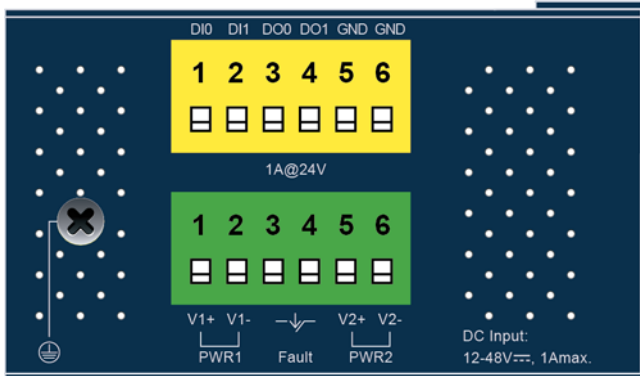 DI0 DI1 DO0 DO1 GND GND
1 2 3 4 5 6
1A@24V
1 2 3 4 5 6
V1+ V1- V2+ V2-
PWR1 Fault PWR2
DC Input:
12-48V⎓, 1Amax.